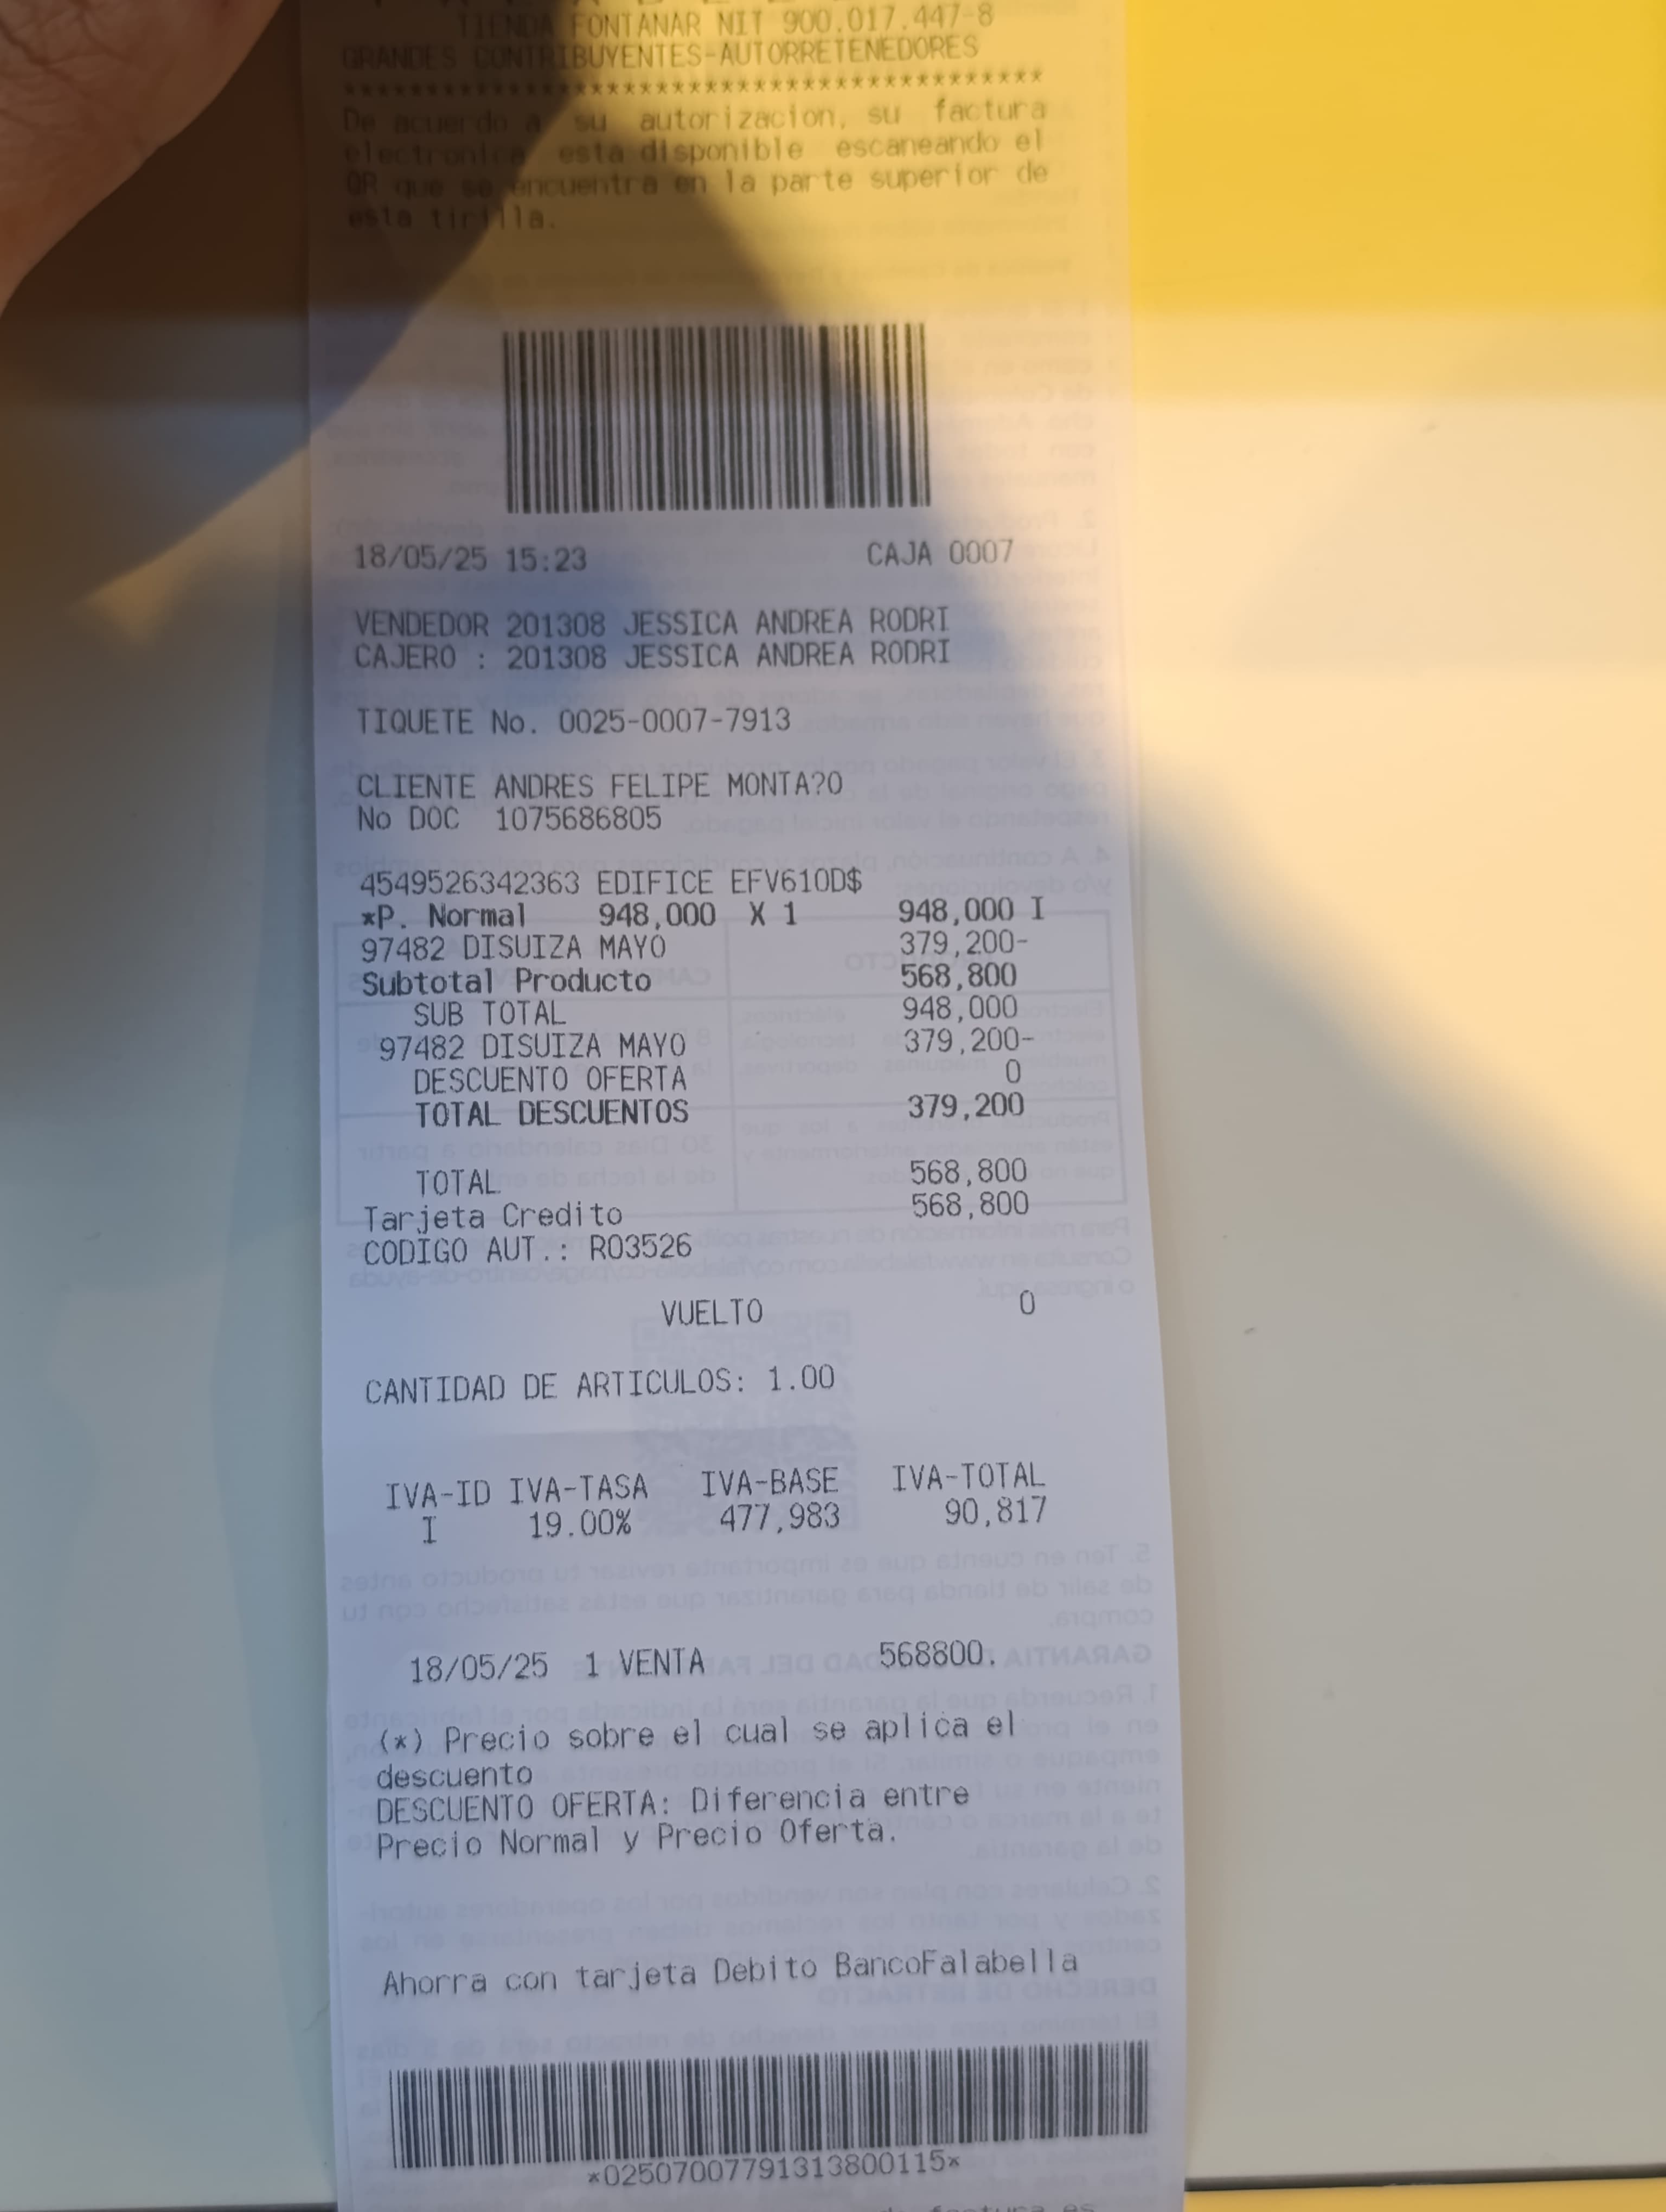 TIENDA FONTANAR NIT 900.017.447-8
GRANDES CONTRIBUYENTES-AUTORRETENEDORES
******************************************
De acuerdo a su autorizacion, su factura
electronica esta disponible escaneando el
QR que se encuentra en la parte superior de
esta tirilla.
18/05/25 15:23 CAJA 0007
VENDEDOR 201308 JESSICA ANDREA RODRI
CAJERO : 201308 JESSICA ANDREA RODRI
TIQUETE No. 0025-0007-7913
CLIENTE ANDRES FELIPE MONTA?O
No DOC 1075686805
4549526342363 EDIFICE EFV610D$
*P. Normal 948,000 X 1 948,000 I
97482 DISUIZA MAYO 379,200-
Subtotal Producto 568,800
SUB TOTAL 948,000
97482 DISUIZA MAYO 379,200-
DESCUENTO OFERTA 0
TOTAL DESCUENTOS 379,200
TOTAL 568,800
Tarjeta Credito 568,800
CODIGO AUT.: R03526
VUELTO 0
CANTIDAD DE ARTICULOS: 1.00
IVA-ID IVA-TASA IVA-BASE IVA-TOTAL
I 19.00% 477,983 90,817
18/05/25 1 VENTA 568800.
(*) Precio sobre el cual se aplica el
descuento
DESCUENTO OFERTA: Diferencia entre
Precio Normal y Precio Oferta.
Ahorra con tarjeta Debito BancoFalabella
*02507007791313800115*